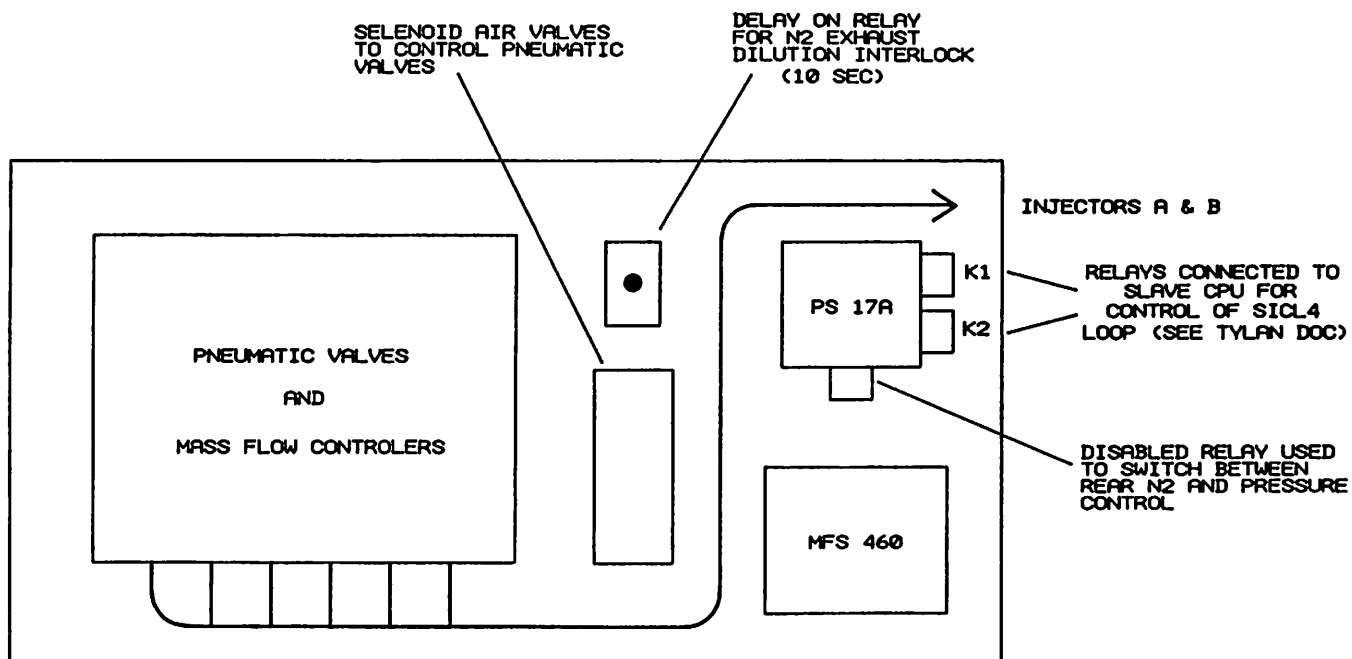 SELENOID AIR VALVES
TO CONTROL PNEUMATIC
VALVES
DELAY ON RELAY
FOR N2 EXHAUST
DILUTION INTERLOCK
(10 SEC)
INJECTORS A & B
PNEUMATIC VALVES
AND
MASS FLOW CONTROLERS
PS 17A
K1
K2
RELAYS CONNECTED TO
SLAVE CPU FOR
CONTROL OF SICL4
LOOP (SEE TYLAN DOC)
DISABLED RELAY USED
TO SWITCH BETWEEN
REAR N2 AND PRESSURE
CONTROL
MFS 460